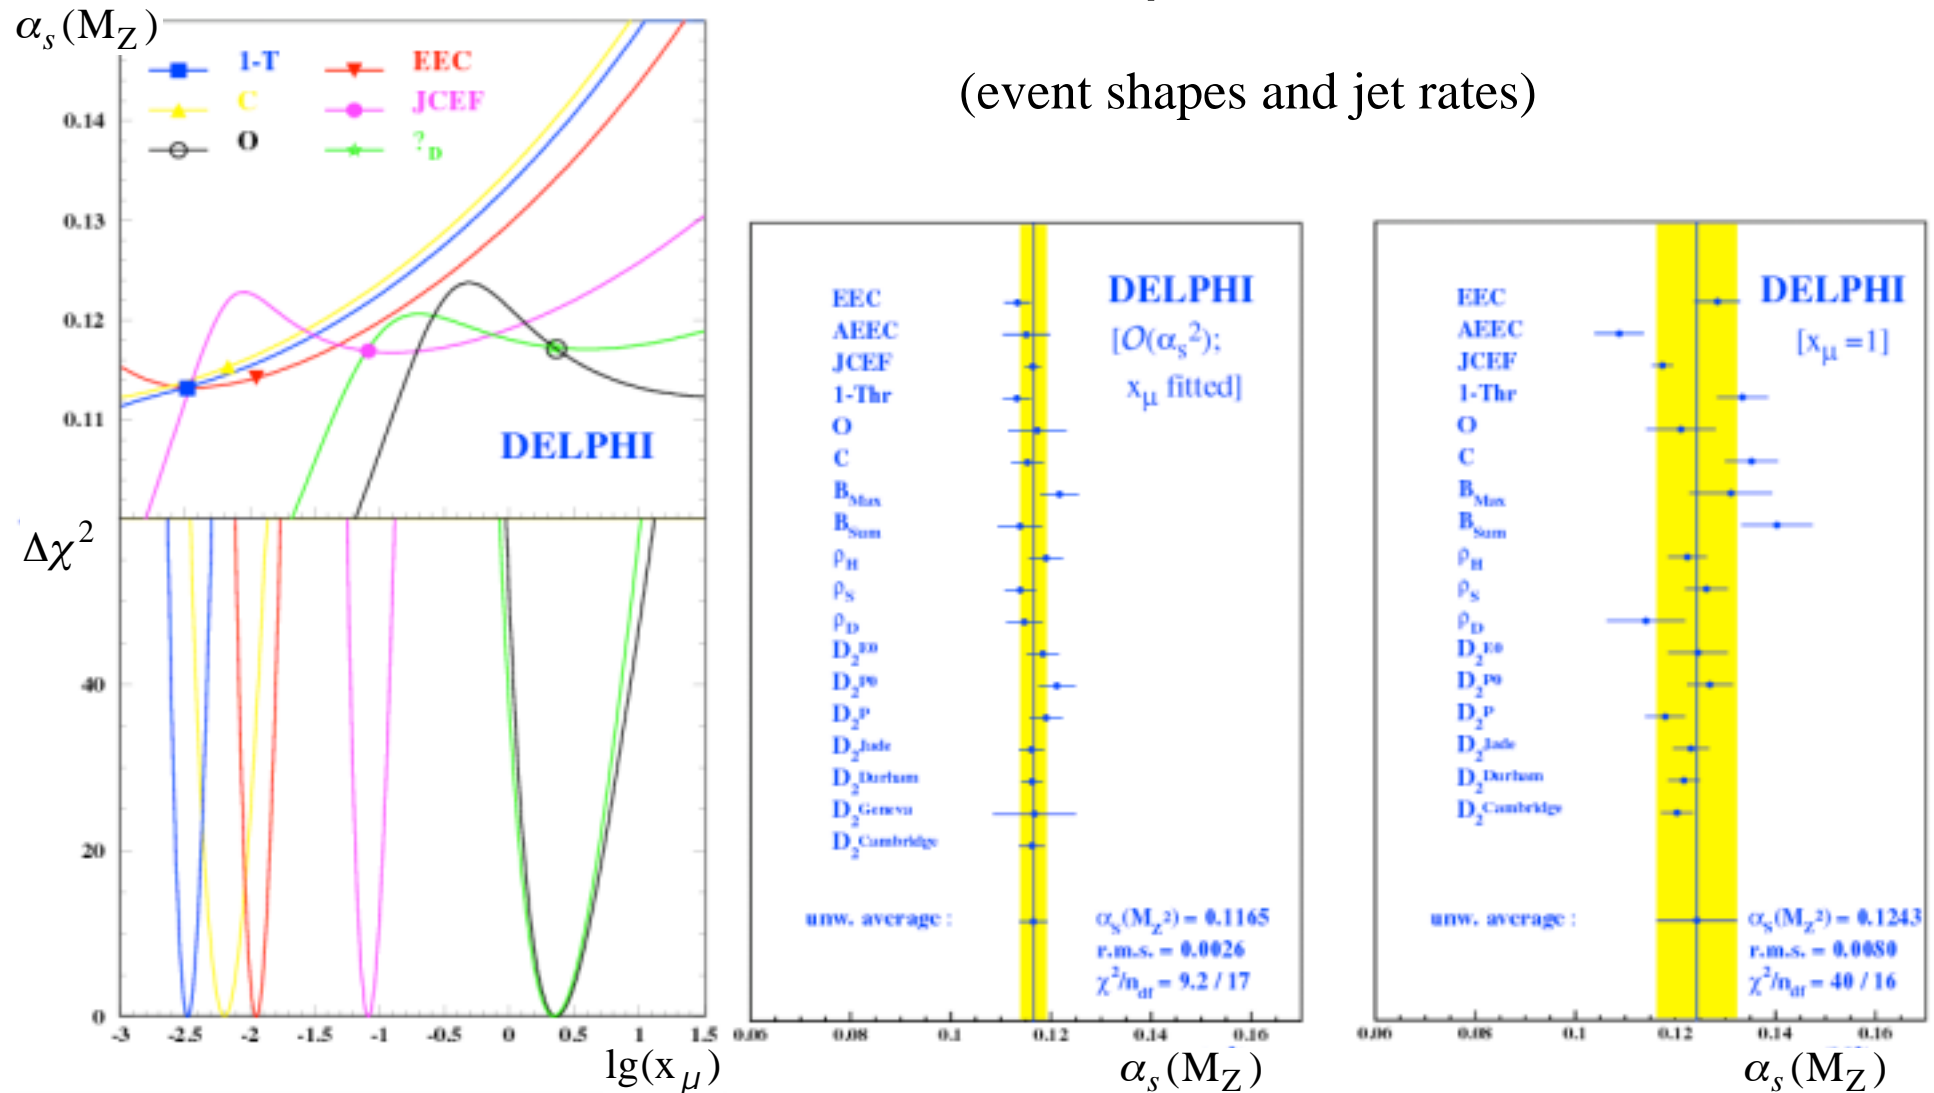 (event shapes and jet rates)
αs(MZ)
1-T
EEC
C
JCEF
O
?D
0.14
0.13
0.12
0.11
DELPHI
Δχ2
40
20
0
-3 -2.5 -2 -1.5 -1 -0.5 0 0.5 1 1.5
lg(xμ)
DELPHI
[O(αs2);
xμ fitted]
EEC
AEEC
JCEF
1-Thr
O
C
BMax
BSum
ρH
ρS
ρD
D2E0
D2P0
D2P
D2Jade
D2Durham
D2Geneva
D2Cambridge
unw. average :
αS(MZ2) = 0.1165
r.m.s. = 0.0026
χ2/ndf = 9.2 / 17
0.06 0.08 0.1 0.12 0.14 0.16
αs(MZ)
DELPHI
[xμ =1]
EEC
AEEC
JCEF
1-Thr
O
C
BMax
BSum
ρH
ρS
ρD
D2E0
D2P0
D2P
D2Jade
D2Durham
D2Cambridge
unw. average :
αS(MZ2) = 0.1243
r.m.s. = 0.0080
χ2/ndf = 40 / 16
0.06 0.08 0.1 0.12 0.14 0.16
αs(MZ)